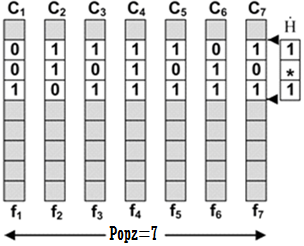 C1 C2 C3 C4 C5 C6 C7 Ḣ
0 1 1 1 1 0 1 1
0 1 0 1 0 1 0 *
1 0 1 1 1 1 1 1
f1 f2 f3 f4 f5 f6 f7
Popz=7